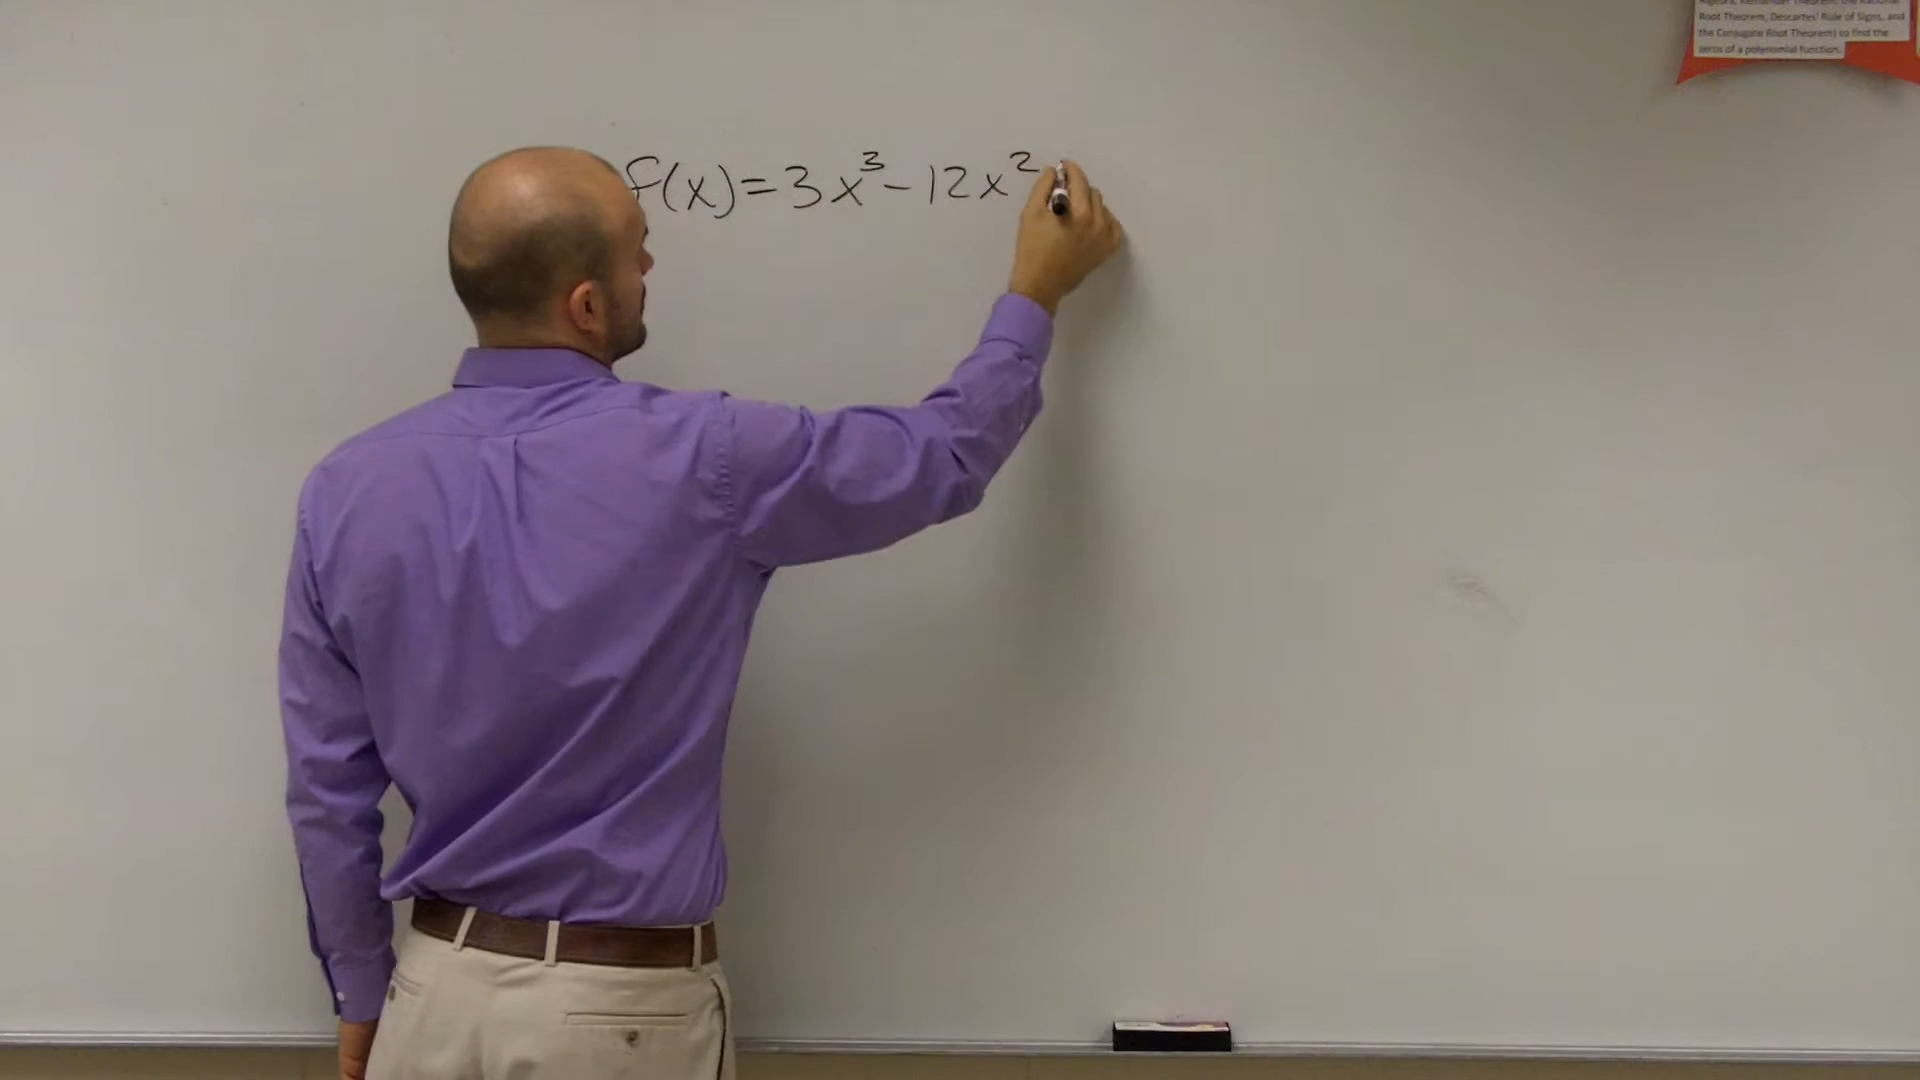 Root Theorem, Descartes' Rule of Signs, and
the Conjugate Root Theorem) to find the
zeros of a polynomial function.
f(x)=3x³-12x²